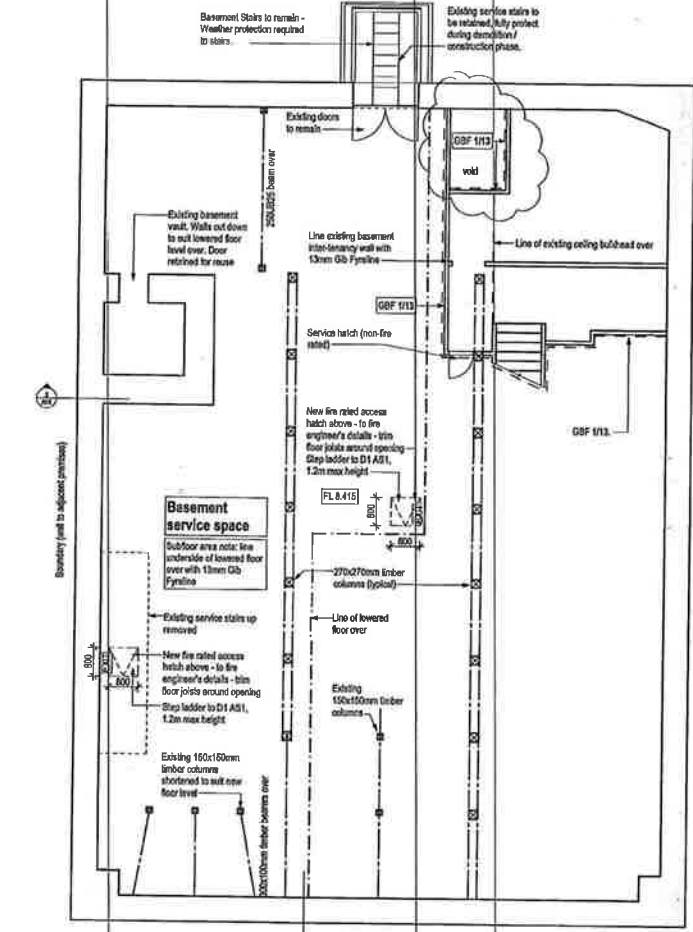 Basement Stairs to remain -
Weather protection required
to stairs.
Existing service stairs to
be retained, fully protect
during demolition /
construction phase.
Existing doors
to remain
GBF 1/13
void
250UB25 beam over
Existing basement
vault. Walls cut down
to suit lowered floor
level over. Door
retained for reuse
Line existing basement
inter-tenancy wall with
13mm Gib Fyreline
Line of existing ceiling bulkhead over
GBF 1/13
Service hatch (non-fire
rated)
GBF 1/13.
New fire rated access
hatch above - to fire
engineer's details - trim
floor joists around opening
Step ladder to D1 AS1,
1.2m max height
FL 8.415
600
600
Boundary (wall to adjacent premises)
Basement
service space
Subfloor area note: line
underside of lowered floor
over with 13mm Gib
Fyreline
270x270mm timber
columns (typical)
Existing service stairs up
removed
Line of lowered
floor over
600
600
New fire rated access
hatch above - to fire
engineer's details - trim
floor joists around opening
Step ladder to D1 AS1,
1.2m max height
Existing
150x150mm timber
columns
Existing 150x150mm
timber columns
shortened to suit new
floor level
timber bearers over